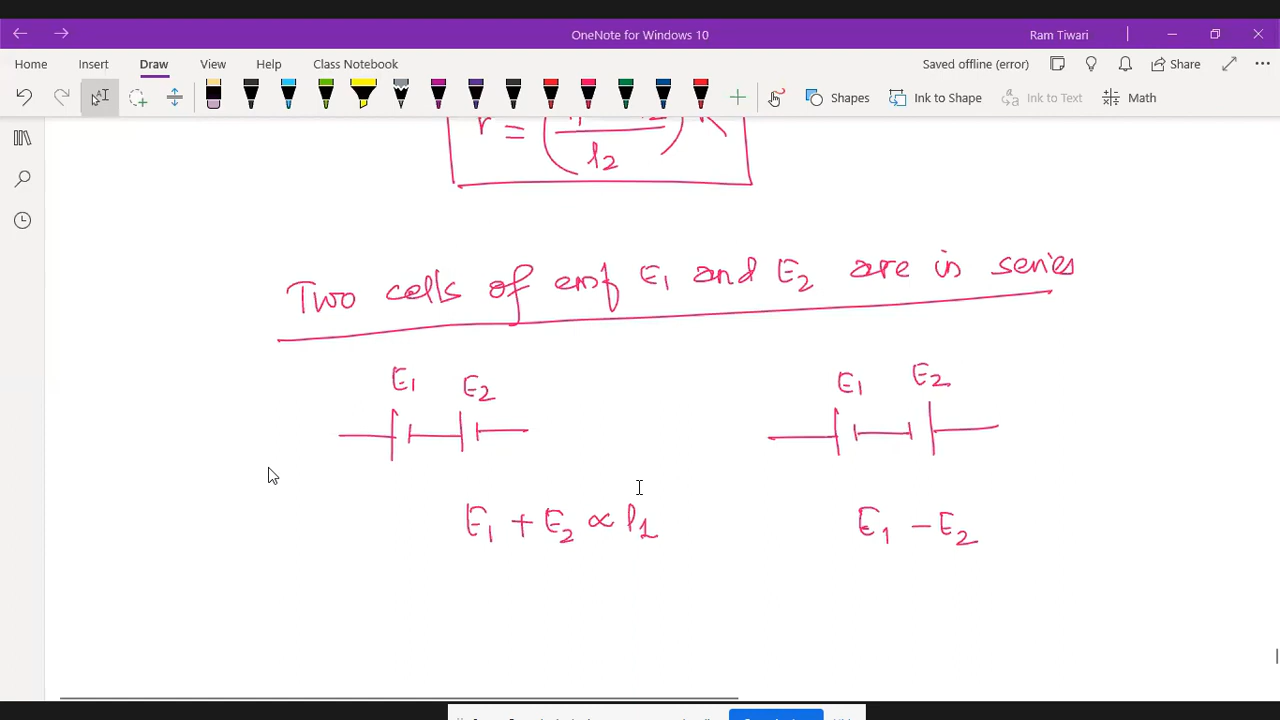 OneNote for Windows 10
Ram Tiwari
Home Insert Draw View Help Class Notebook
Saved offline (error) Share
Shapes Ink to Shape Ink to Text Math
r = ( / l2 )
Two cells of emf E1 and E2 are in series
E1 E2
E1 E2
E1 + E2 ∝ l1
E1 - E2